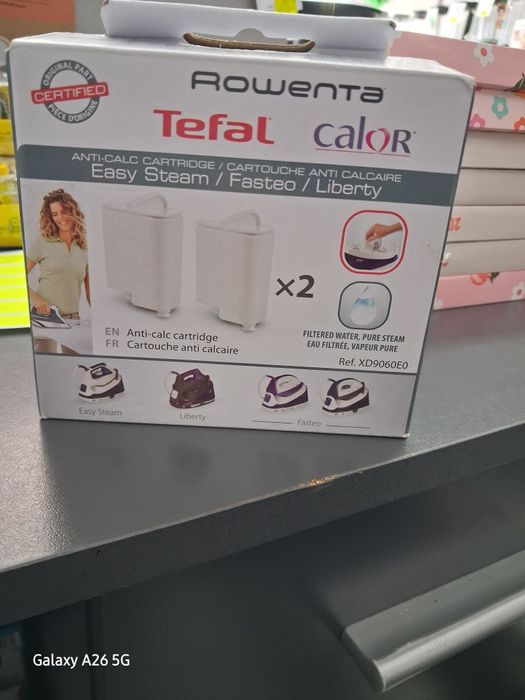 ORIGINAL PART
CERTIFIED
PIECE D'ORIGINE
ROWENTA
Tefal
calOR
ANTI-CALC CARTRIDGE / CARTOUCHE ANTI CALCAIRE
Easy Steam / Fasteo / Liberty
×2
EN Anti-calc cartridge
FR Cartouche anti calcaire
FILTERED WATER, PURE STEAM
EAU FILTRÉE, VAPEUR PURE
Ref. XD9060E0
Easy Steam
Liberty
Fasteo
Galaxy A26 5G